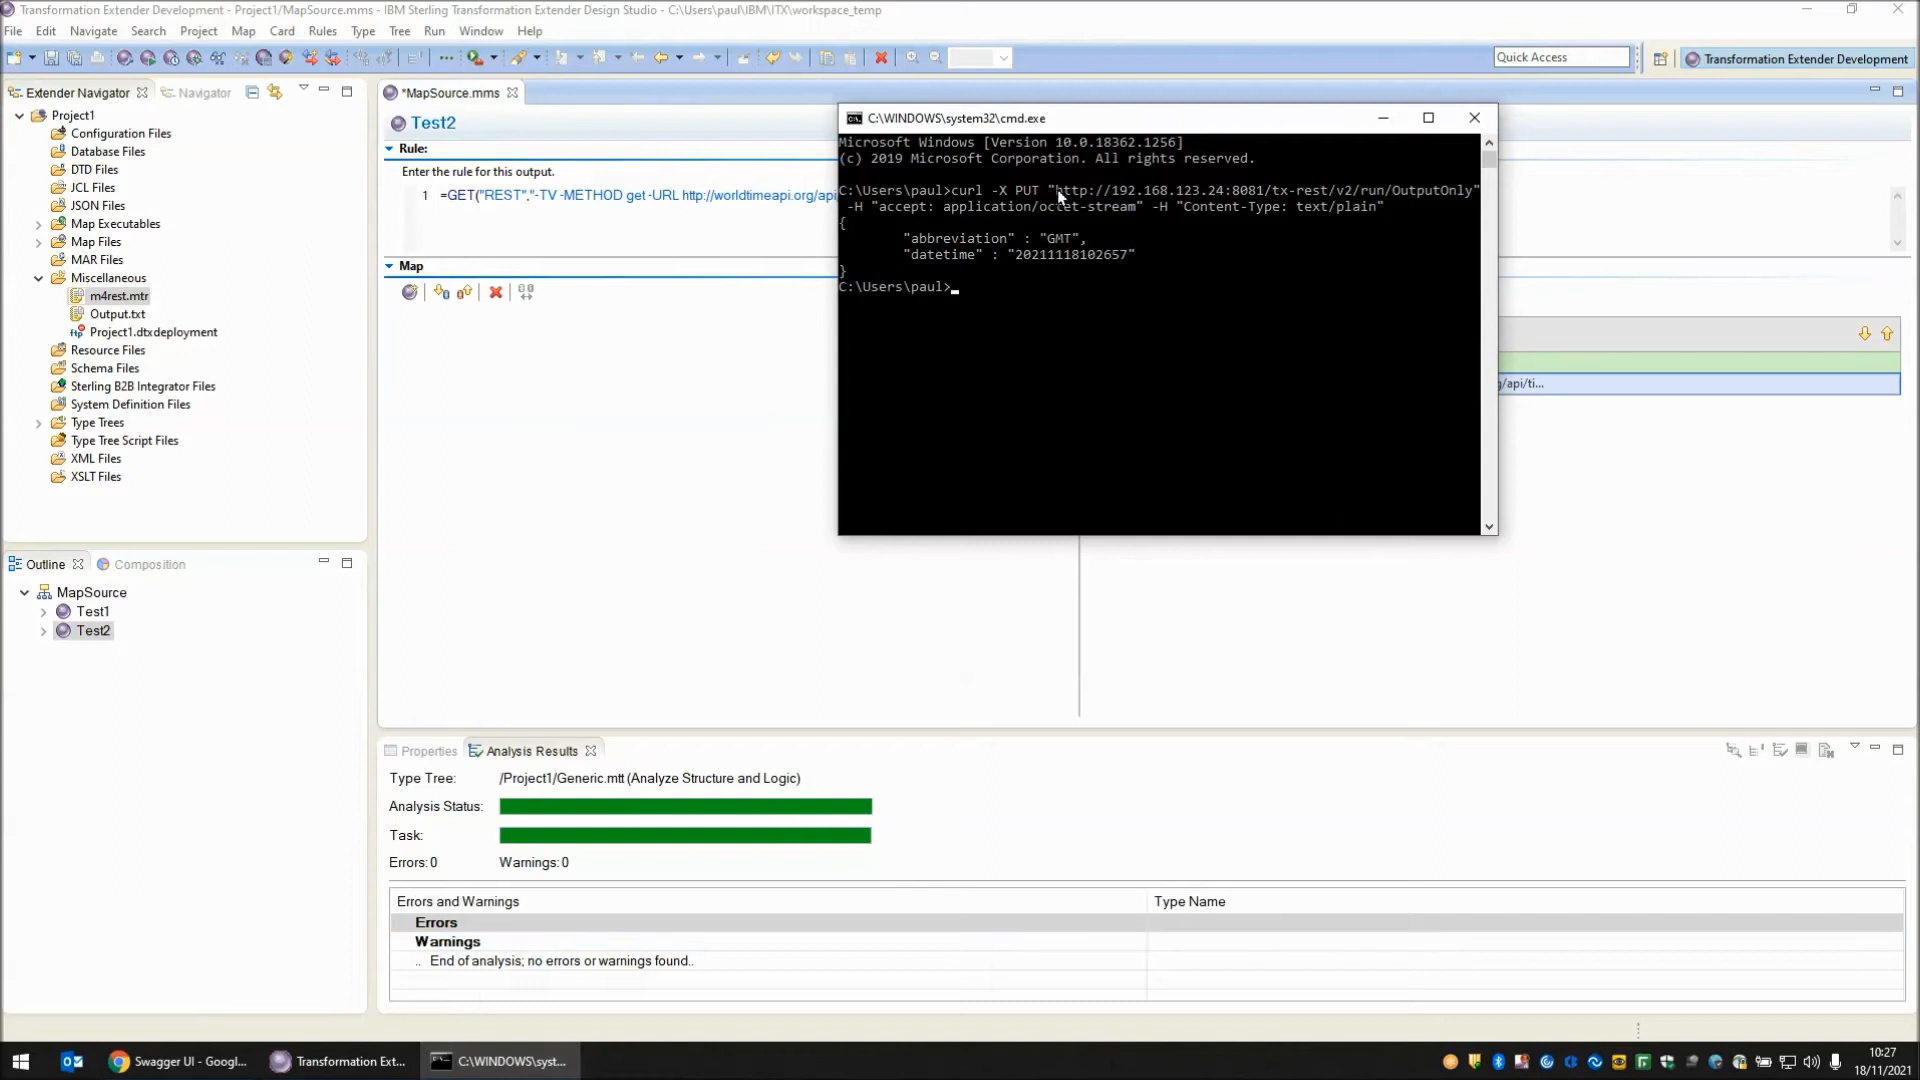 Transformation Extender Development - Project1/MapSource.mms - IBM Sterling Transformation Extender Design Studio - C:\Users\paul\IBM\ITX\workspace_temp
File Edit Navigate Search Project Map Card Rules Type Tree Run Window Help
Quick Access
Transformation Extender Development
Extender Navigator
Navigator
Project1
Configuration Files
Database Files
DTD Files
JCL Files
JSON Files
Map Executables
Map Files
MAR Files
Miscellaneous
m4rest.mtr
Output.txt
Project1.dtxdeployment
Resource Files
Schema Files
Sterling B2B Integrator Files
System Definition Files
Type Trees
Type Tree Script Files
XML Files
XSLT Files
*MapSource.mms
Test2
Rule:
Enter the rule for this output.
1 =GET("REST","-TV -METHOD get -URL http://worldtimeapi.org/api
Map
g/api/ti...
C:\WINDOWS\system32\cmd.exe
Microsoft Windows [Version 10.0.18362.1256]
(c) 2019 Microsoft Corporation. All rights reserved.
C:\Users\paul>curl -X PUT "http://192.168.123.24:8081/tx-rest/v2/run/OutputOnly"
-H "accept: application/octet-stream" -H "Content-Type: text/plain"
{
"abbreviation" : "GMT",
"datetime" : "20211118102657"
}
C:\Users\paul>
Outline
Composition
MapSource
Test1
Test2
Properties
Analysis Results
Type Tree: /Project1/Generic.mtt (Analyze Structure and Logic)
Analysis Status:
Task:
Errors: 0 Warnings: 0
Errors and Warnings Type Name
Errors
Warnings
.. End of analysis; no errors or warnings found..
Swagger UI - Googl...
Transformation Ext...
C:\WINDOWS\syst...
10:27
18/11/2021